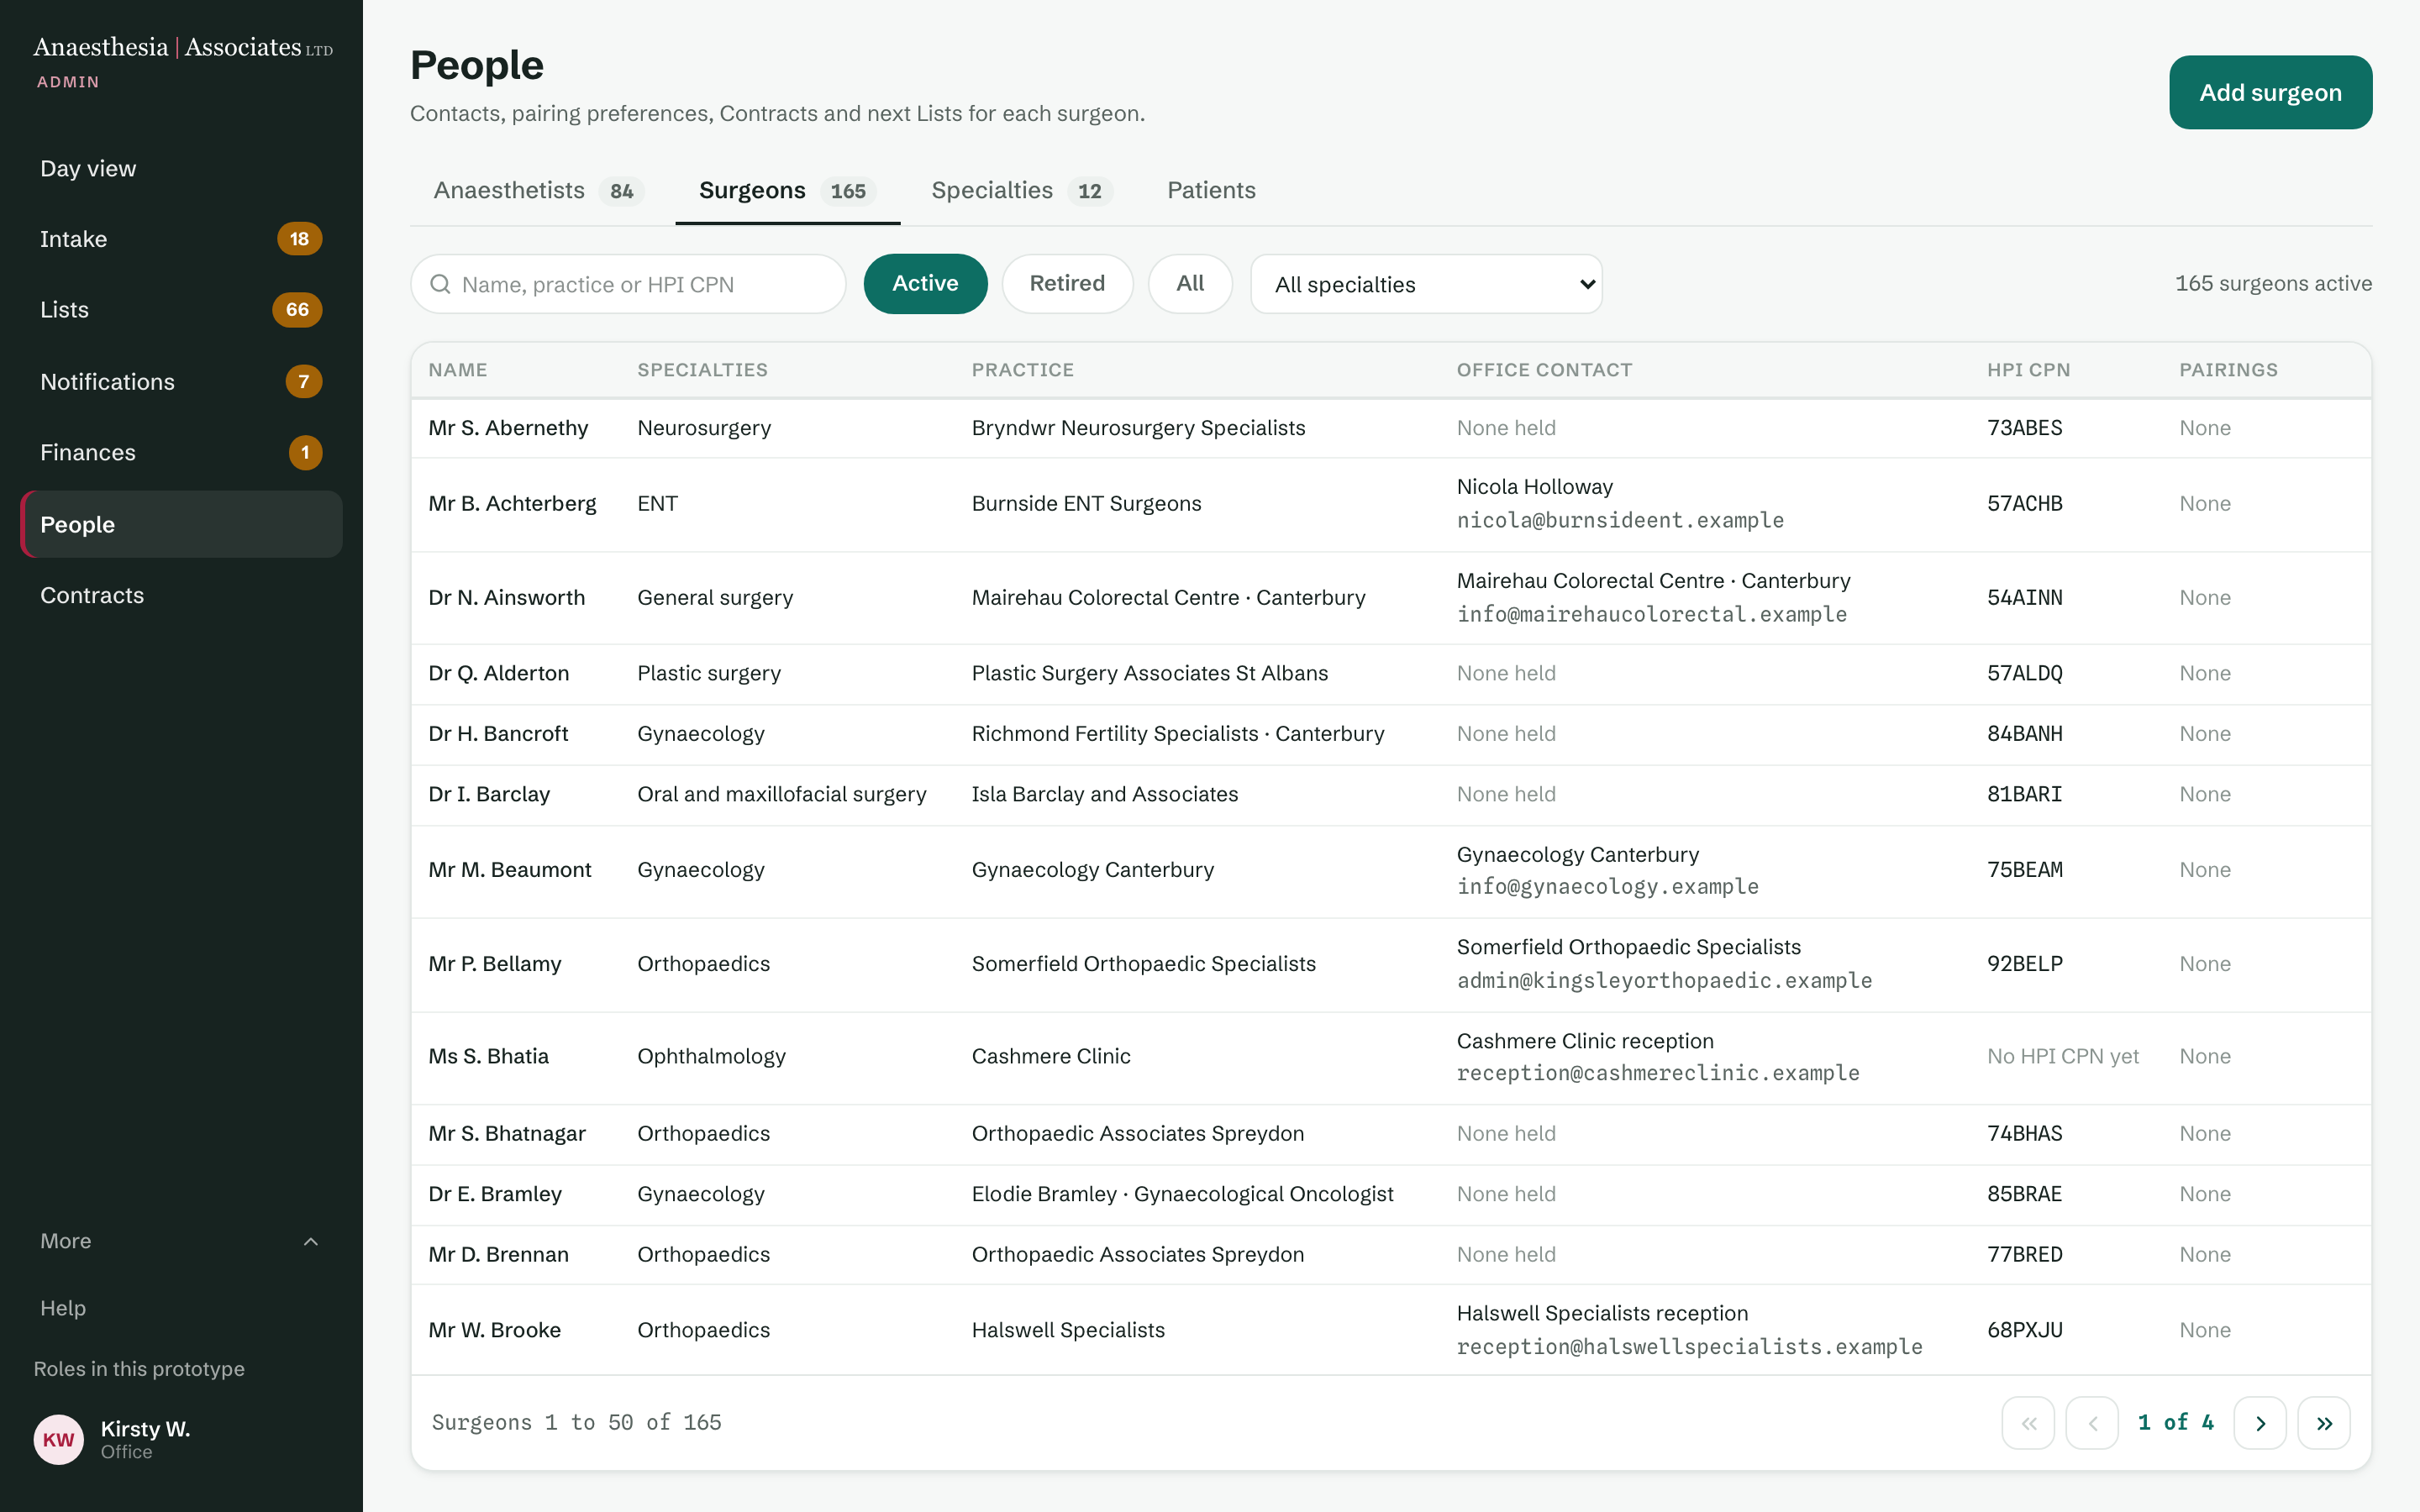 Anaesthesia | Associates LTD
ADMIN
Day view
Intake 18
Lists 66
Notifications 7
Finances 1
People
Contracts
More
Help
Roles in this prototype
KW
Kirsty W.
Office
People
Contacts, pairing preferences, Contracts and next Lists for each surgeon.
Add surgeon
Anaesthetists 84 Surgeons 165 Specialties 12 Patients
Name, practice or HPI CPN Active Retired All All specialties 165 surgeons active
NAME SPECIALTIES PRACTICE OFFICE CONTACT HPI CPN PAIRINGS
Mr S. Abernethy Neurosurgery Bryndwr Neurosurgery Specialists None held 73ABES None
Mr B. Achterberg ENT Burnside ENT Surgeons Nicola Holloway 57ACHB None
nicola@burnsideent.example
Dr N. Ainsworth General surgery Mairehau Colorectal Centre · Canterbury Mairehau Colorectal Centre · Canterbury 54AINN None
info@mairehaucolorectal.example
Dr Q. Alderton Plastic surgery Plastic Surgery Associates St Albans None held 57ALDQ None
Dr H. Bancroft Gynaecology Richmond Fertility Specialists · Canterbury None held 84BANH None
Dr I. Barclay Oral and maxillofacial surgery Isla Barclay and Associates None held 81BARI None
Mr M. Beaumont Gynaecology Gynaecology Canterbury Gynaecology Canterbury 75BEAM None
info@gynaecology.example
Mr P. Bellamy Orthopaedics Somerfield Orthopaedic Specialists Somerfield Orthopaedic Specialists 92BELP None
admin@kingsleyorthopaedic.example
Ms S. Bhatia Ophthalmology Cashmere Clinic Cashmere Clinic reception No HPI CPN yet None
reception@cashmereclinic.example
Mr S. Bhatnagar Orthopaedics Orthopaedic Associates Spreydon None held 74BHAS None
Dr E. Bramley Gynaecology Elodie Bramley · Gynaecological Oncologist None held 85BRAE None
Mr D. Brennan Orthopaedics Orthopaedic Associates Spreydon None held 77BRED None
Mr W. Brooke Orthopaedics Halswell Specialists Halswell Specialists reception 68PXJU None
reception@halswellspecialists.example
Surgeons 1 to 50 of 165 « ‹ 1 of 4 › »